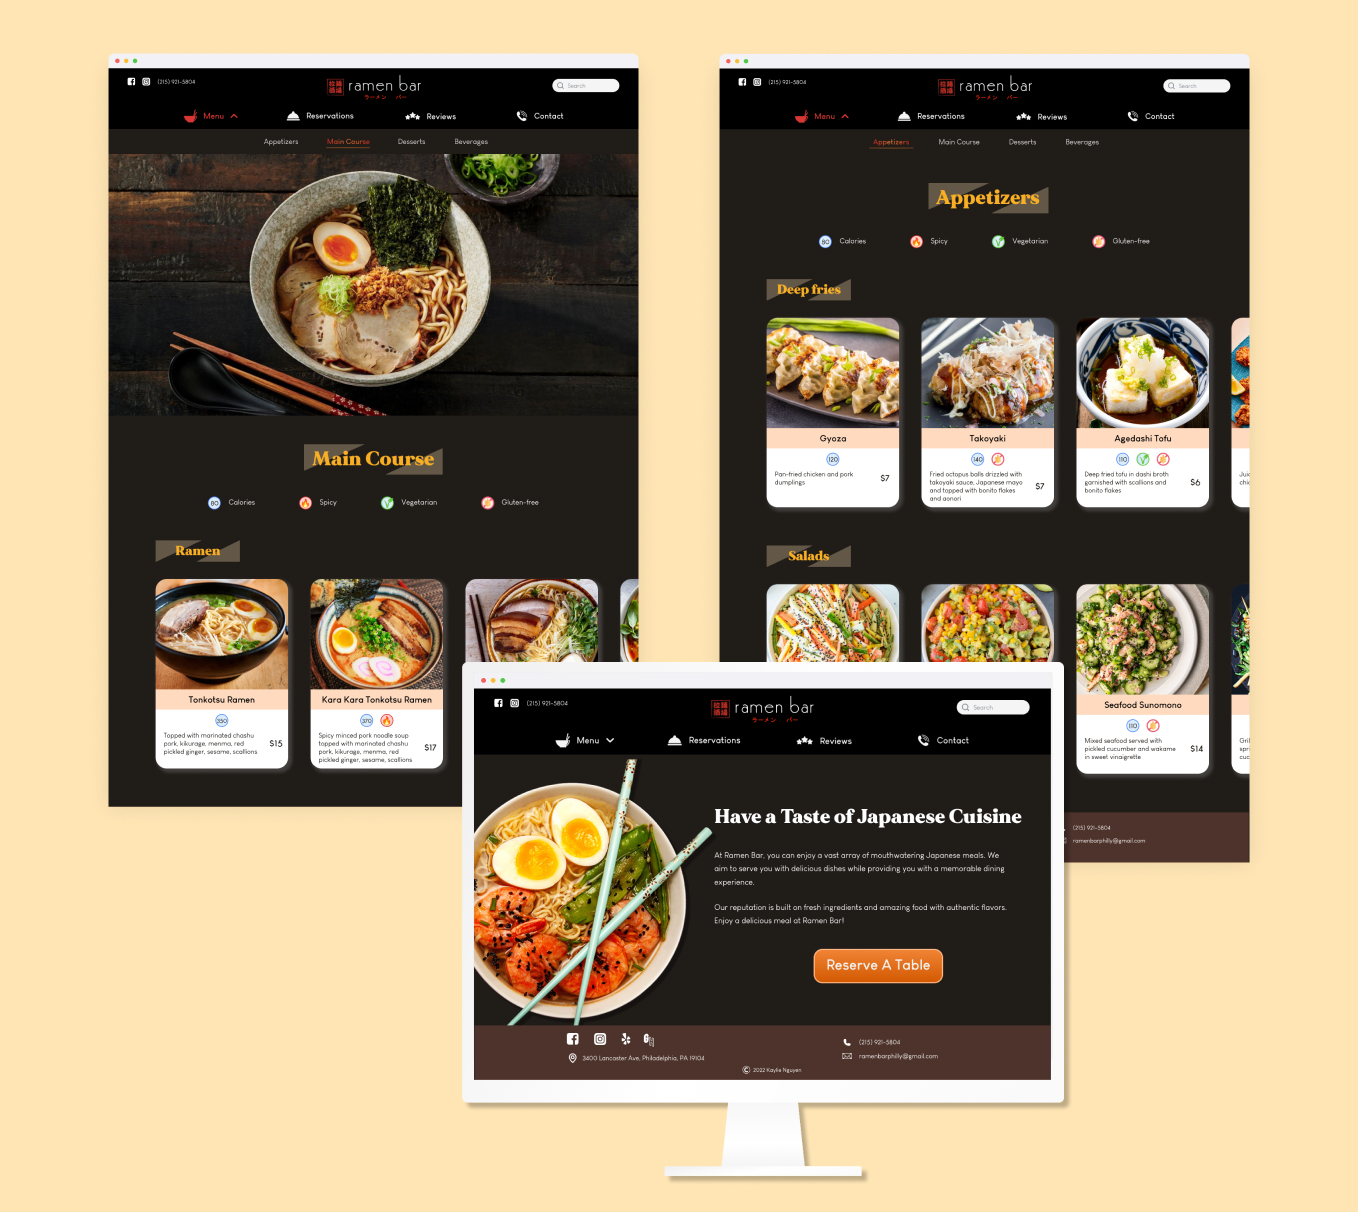 (215) 921-5804
ramen bar
ラーメン バー
Search
Menu
Reservations
Reviews
Contact
Appetizers
Main Course
Desserts
Beverages
Main Course
80 Calories
Spicy
Vegetarian
Gluten-free
Ramen
Tonkotsu Ramen
350
Topped with marinated chashu
pork, kikurage, menma, red
pickled ginger, sesame, scallions
$15
Kara Kara Tonkotsu Ramen
370
Spicy minced pork noodle soup
topped with marinated chashu
pork, kikurage, menma, red
pickled ginger, sesame, scallions
$17
(215) 921-5804
ramen bar
ラーメン バー
Search
Menu
Reservations
Reviews
Contact
Appetizers
Main Course
Desserts
Beverages
Appetizers
80 Calories
Spicy
Vegetarian
Gluten-free
Deep fries
Gyoza
120
Pan-fried chicken and pork
dumplings
$7
Takoyaki
140
Fried octopus balls drizzled with
takoyaki sauce, Japanese mayo
and topped with bonito flakes
and aonori
$7
Agedashi Tofu
110
Deep fried tofu in dashi broth
garnished with scallions and
bonito flakes
$6
Salads
Seafood Sunomono
110
Mixed seafood served with
pickled cucumber and wakame
in sweet vinaigrette
$14
(215) 921-5804
ramenbarphilly@gmail.com
(215) 921-5804
ramen bar
ラーメン バー
Search
Menu
Reservations
Reviews
Contact
Have a Taste of Japanese Cuisine
At Ramen Bar, you can enjoy a vast array of mouthwatering Japanese meals. We
aim to serve you with delicious dishes while providing you with a memorable dining
experience.
Our reputation is built on fresh ingredients and amazing food with authentic flavors.
Enjoy a delicious meal at Ramen Bar!
Reserve A Table
3400 Lancaster Ave, Philadelphia, PA 19104
(215) 921-5804
ramenbarphilly@gmail.com
© 2022 Kaylie Nguyen